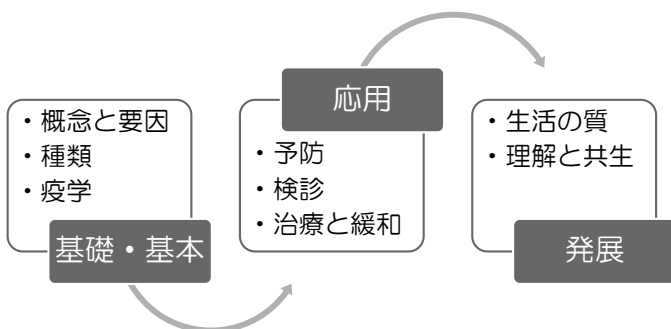 ・概念と要因
・種類
・疫学
基礎・基本
応用
・予防
・検診
・治療と緩和
・生活の質
・理解と共生
発展